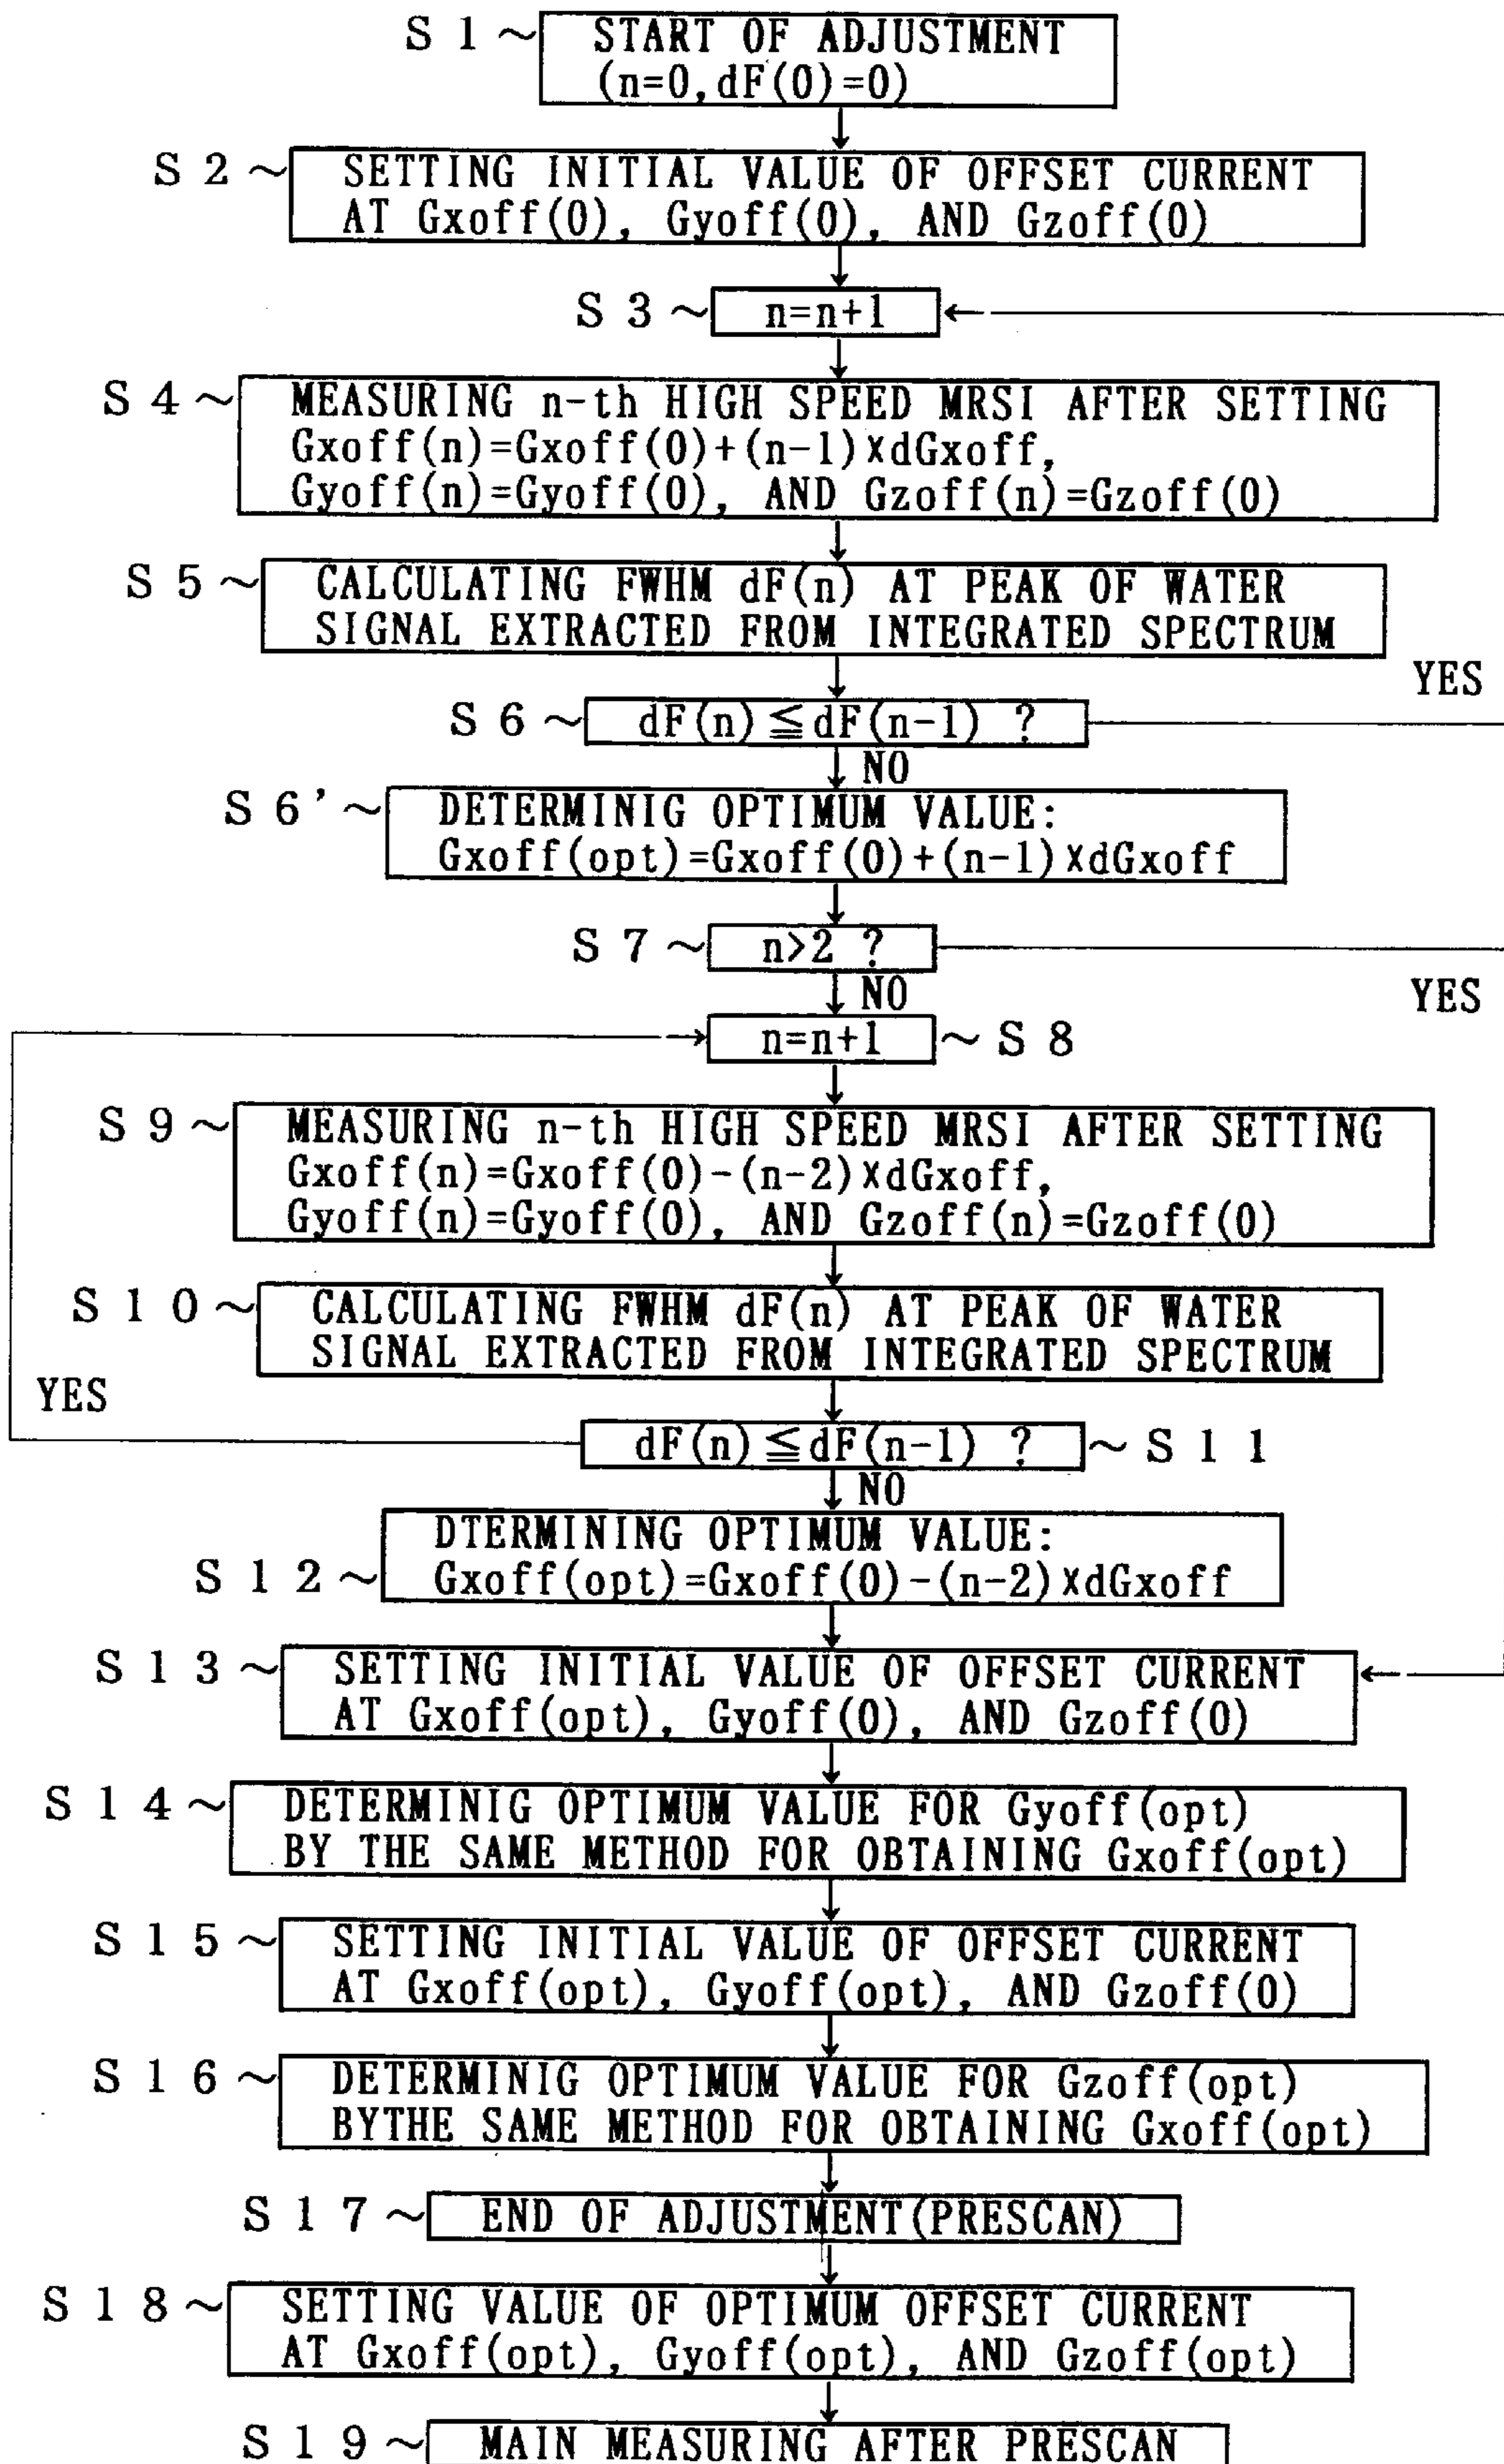 S 1 ~ START OF ADJUSTMENT
(n=0,dF(0)=0)
S 2 ~ SETTING INITIAL VALUE OF OFFSET CURRENT
AT Gxoff(0), Gyoff(0), AND Gzoff(0)
S 3 ~ n=n+1
S 4 ~ MEASURING n-th HIGH SPEED MRSI AFTER SETTING
Gxoff(n)=Gxoff(0)+(n-1)×dGxoff,
Gyoff(n)=Gyoff(0), AND Gzoff(n)=Gzoff(0)
S 5 ~ CALCULATING FWHM dF(n) AT PEAK OF WATER
SIGNAL EXTRACTED FROM INTEGRATED SPECTRUM
YES
S 6 ~ dF(n)≦dF(n-1) ?
NO
S 6' ~ DETERMINIG OPTIMUM VALUE:
Gxoff(opt)=Gxoff(0)+(n-1)×dGxoff
S 7 ~ n>2 ?
NO
YES
n=n+1 ~ S 8
S 9 ~ MEASURING n-th HIGH SPEED MRSI AFTER SETTING
Gxoff(n)=Gxoff(0)-(n-2)×dGxoff,
Gyoff(n)=Gyoff(0), AND Gzoff(n)=Gzoff(0)
S 1 0 ~ CALCULATING FWHM dF(n) AT PEAK OF WATER
SIGNAL EXTRACTED FROM INTEGRATED SPECTRUM
YES
dF(n)≦dF(n-1) ? ~ S 1 1
NO
DTERMINING OPTIMUM VALUE:
S 1 2 ~ Gxoff(opt)=Gxoff(0)-(n-2)×dGxoff
S 1 3 ~ SETTING INITIAL VALUE OF OFFSET CURRENT
AT Gxoff(opt), Gyoff(0), AND Gzoff(0)
S 1 4 ~ DETERMINIG OPTIMUM VALUE FOR Gyoff(opt)
BY THE SAME METHOD FOR OBTAINING Gxoff(opt)
S 1 5 ~ SETTING INITIAL VALUE OF OFFSET CURRENT
AT Gxoff(opt), Gyoff(opt), AND Gzoff(0)
S 1 6 ~ DETERMINIG OPTIMUM VALUE FOR Gzoff(opt)
BYTHE SAME METHOD FOR OBTAINING Gxoff(opt)
S 1 7 ~ END OF ADJUSTMENT(PRESCAN)
S 1 8 ~ SETTING VALUE OF OPTIMUM OFFSET CURRENT
AT Gxoff(opt), Gyoff(opt), AND Gzoff(opt)
S 1 9 ~ MAIN MEASURING AFTER PRESCAN